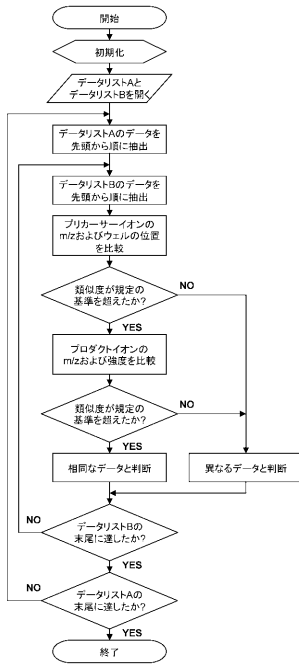 開始
初期化
データリストAと
データリストBを開く
データリストAのデータを
先頭から順に抽出
データリストBのデータを
先頭から順に抽出
プリカーサーイオンの
m/zおよびウェルの位置
を比較
類似度が規定の
基準を超えたか?
NO
YES
プロダクトイオンの
m/zおよび強度を比較
類似度が規定の
基準を超えたか?
NO
YES
相同なデータと判断
異なるデータと判断
データリストBの
末尾に達したか?
NO
YES
データリストAの
末尾に達したか?
NO
YES
終了